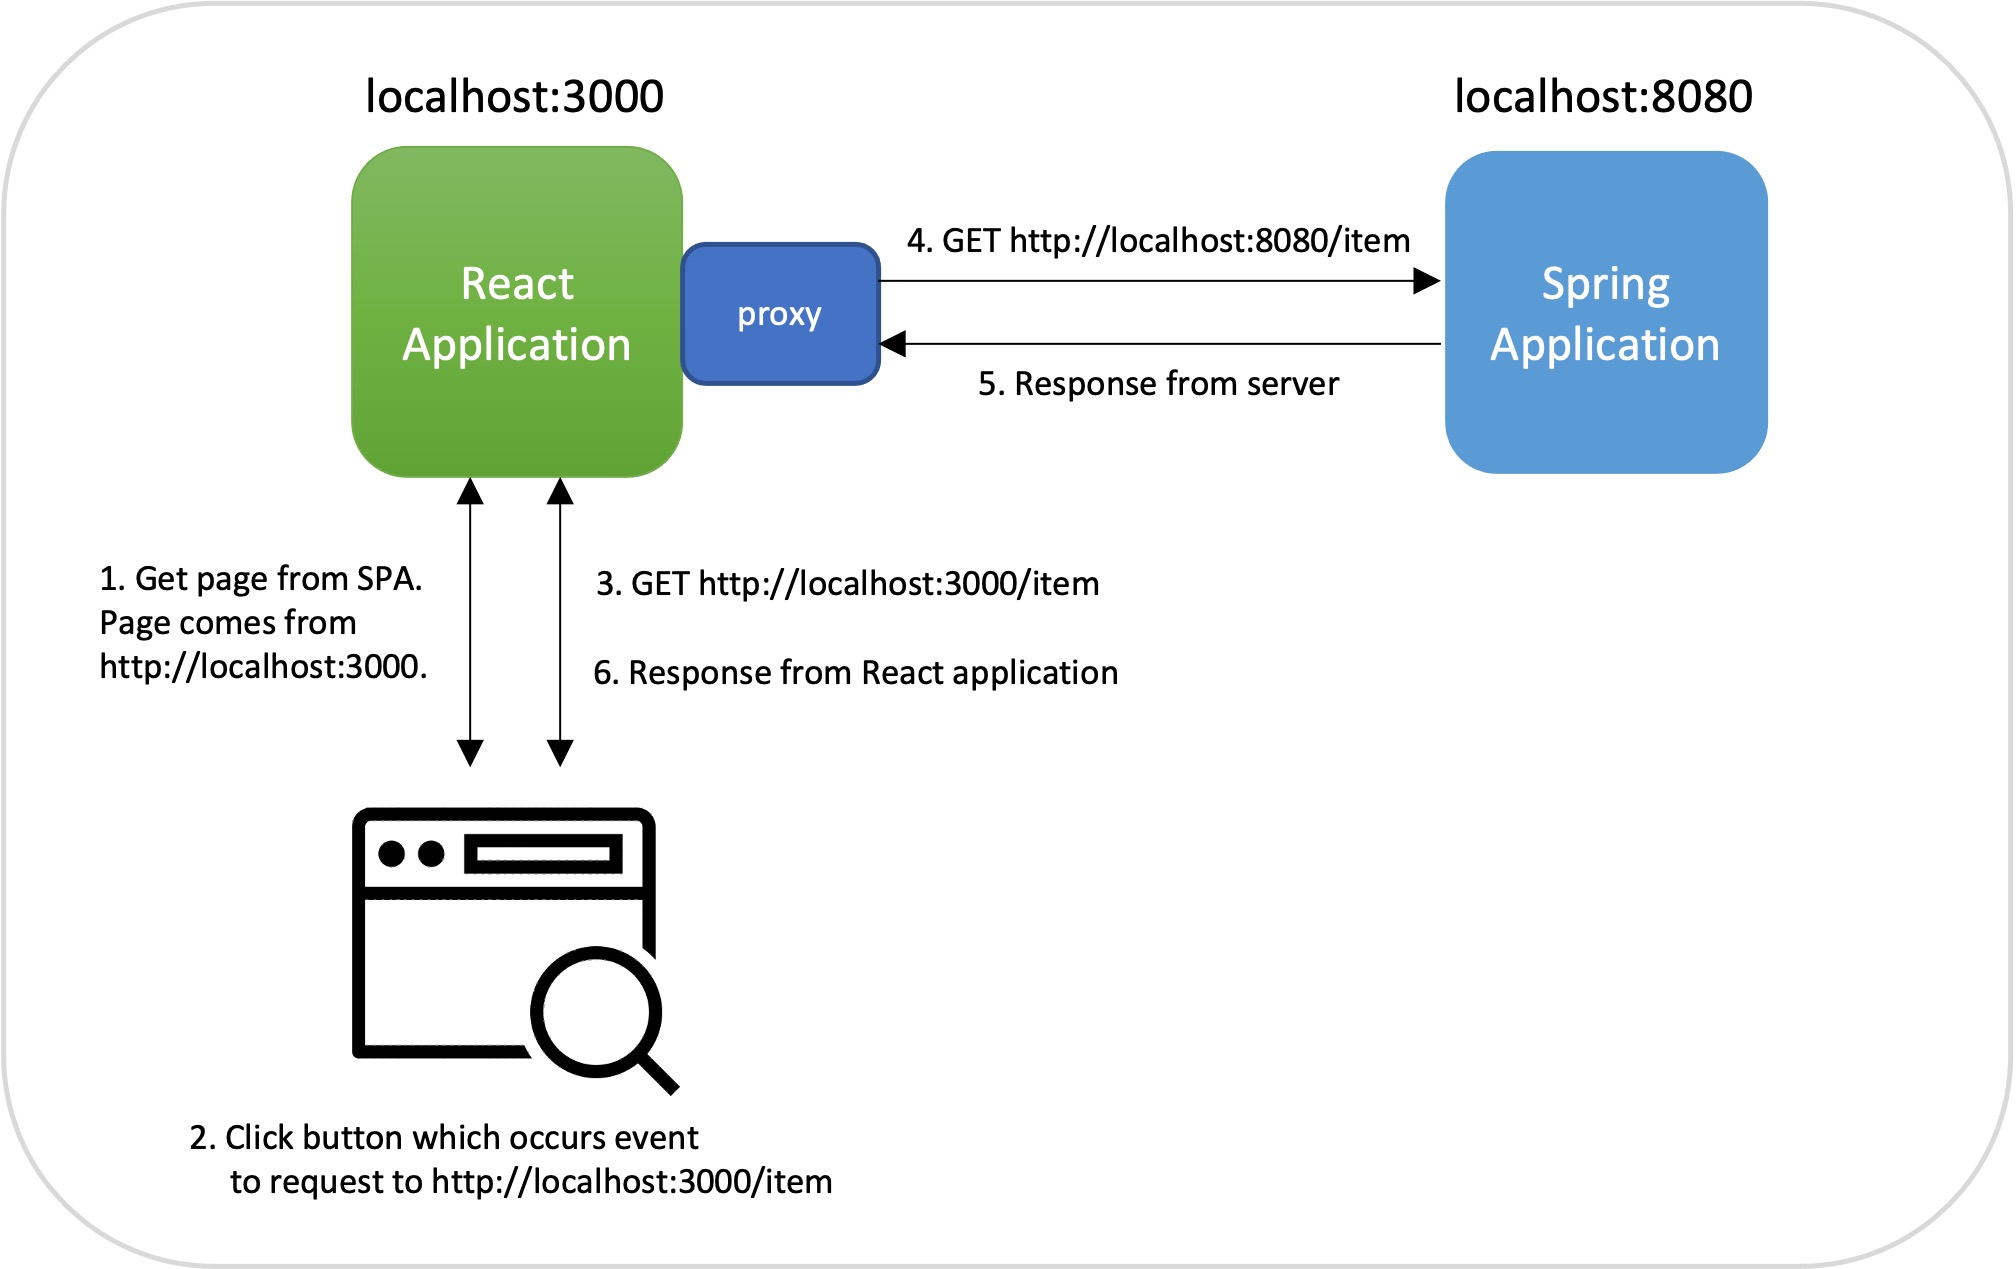 localhost:3000
localhost:8080
React
Application
proxy
4. GET http://localhost:8080/item
5. Response from server
Spring
Application
1. Get page from SPA.
Page comes from
http://localhost:3000.
3. GET http://localhost:3000/item
6. Response from React application
2. Click button which occurs event
to request to http://localhost:3000/item